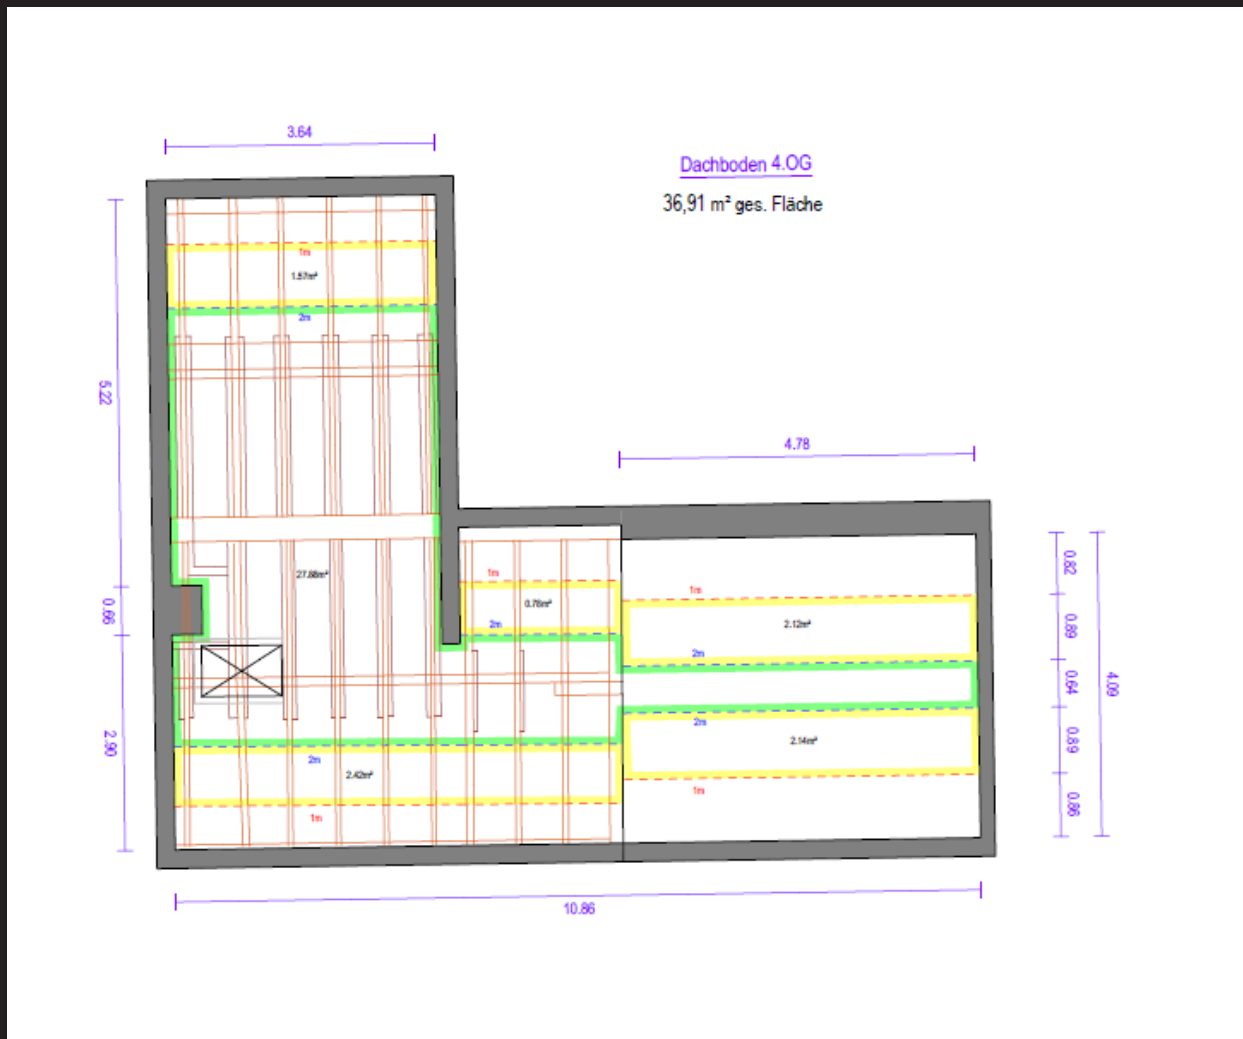 3.64
Dachboden 4.OG
36,91 m² ges. Fläche
1m
1.57m²
2m
5.22
4.78
0.82
27.88m²
1m
0.78m²
2m
1m
2.12m²
2m
0.89
0.66
0.64
4.09
2m
2.14m²
0.89
2.90
2m
2.42m²
1m
1m
0.86
10.86